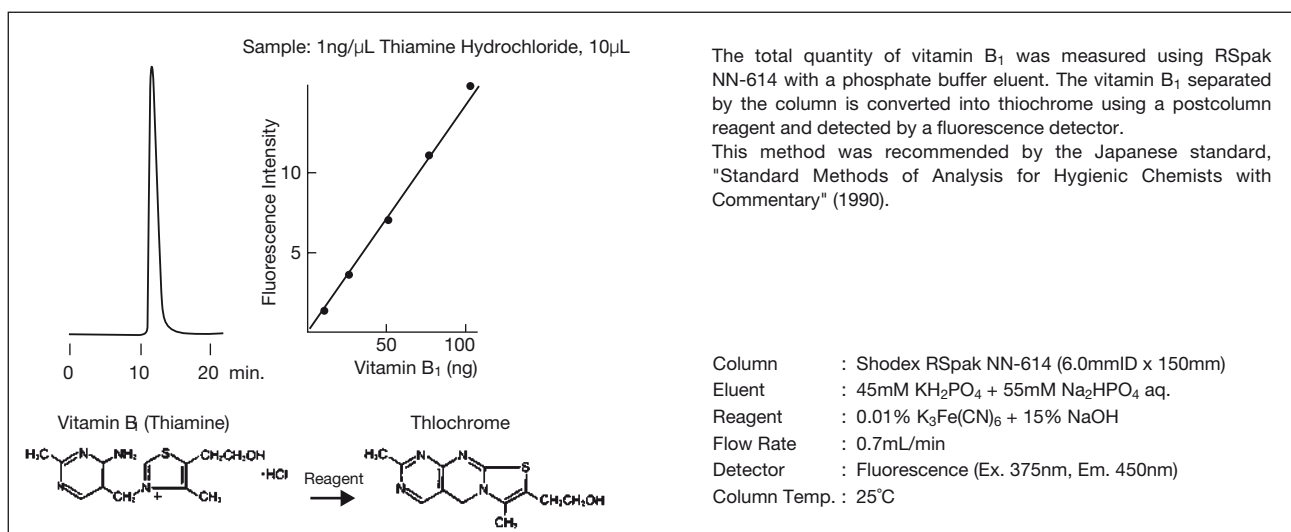 Sample: 1ng/µL Thiamine Hydrochloride, 10µL
Fluorescence Intensity
10
5
50
100
Vitamin B₁ (ng)
0
10
20
min.
The total quantity of vitamin B₁ was measured using RSpak
NN-614 with a phosphate buffer eluent. The vitamin B₁ separated
by the column is converted into thiochrome using a postcolumn
reagent and detected by a fluorescence detector.
This method was recommended by the Japanese standard,
"Standard Methods of Analysis for Hygienic Chemists with
Commentary" (1990).
Vitamin B₁ (Thiamine)
H₃C
N
N
NH₂
CH₂
N
+
S
CH₂CH₂OH
CH₃
·HCl
Reagent
Thlochrome
H₃C
N
N
N
N
S
CH₂CH₂OH
CH₃
Column : Shodex RSpak NN-614 (6.0mmID x 150mm)
Eluent : 45mM KH₂PO₄ + 55mM Na₂HPO₄ aq.
Reagent : 0.01% K₃Fe(CN)₆ + 15% NaOH
Flow Rate : 0.7mL/min
Detector : Fluorescence (Ex. 375nm, Em. 450nm)
Column Temp. : 25°C